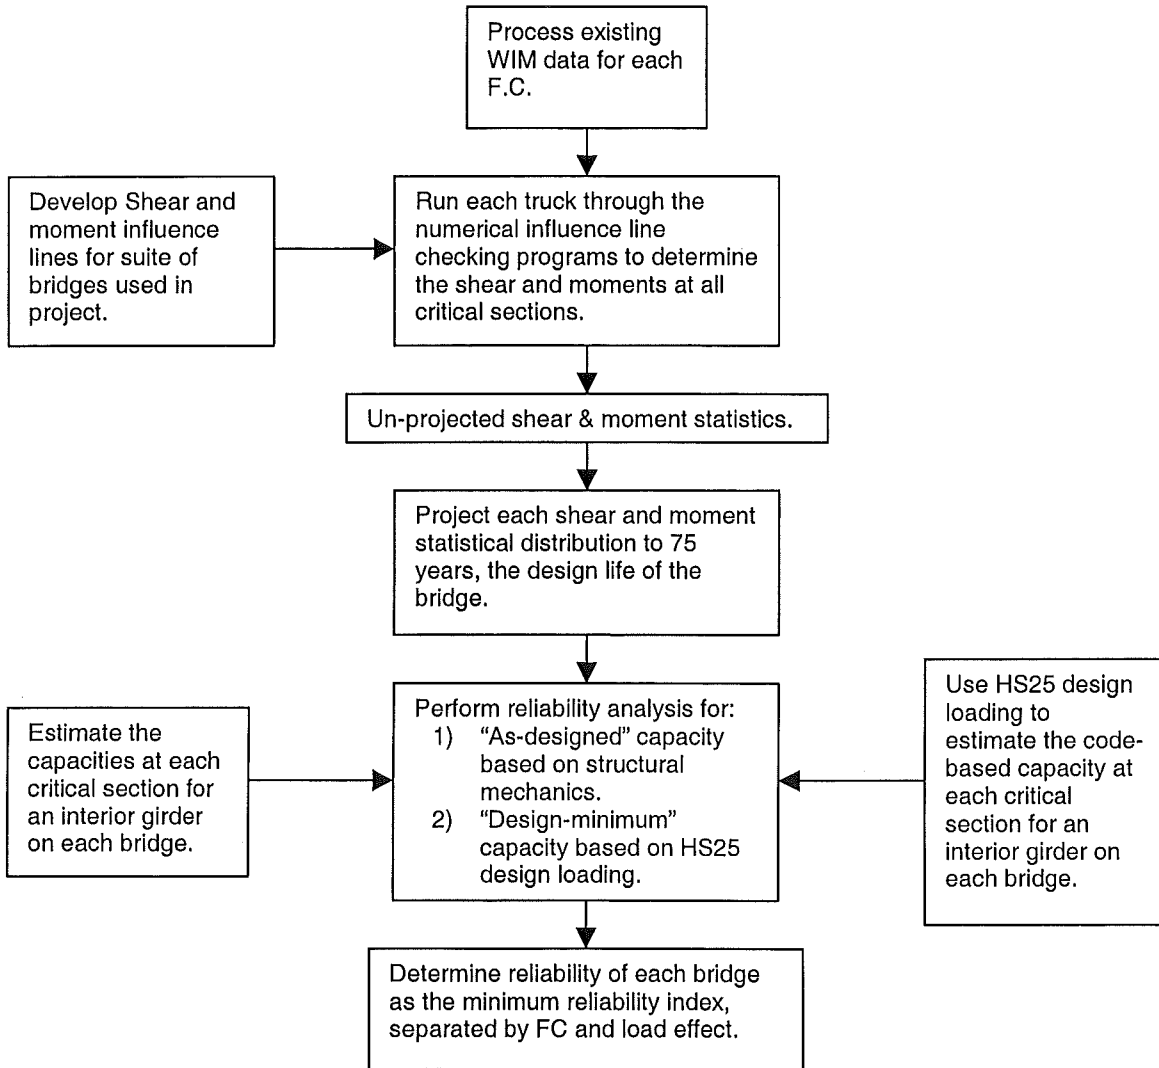 Process existing
WIM data for each
F.C.
Develop Shear and
moment influence
lines for suite of
bridges used in
project.
Run each truck through the
numerical influence line
checking programs to determine
the shear and moments at all
critical sections.
Un-projected shear & moment statistics.
Project each shear and moment
statistical distribution to 75
years, the design life of the
bridge.
Estimate the
capacities at each
critical section for
an interior girder
on each bridge.
Perform reliability analysis for:
1) “As-designed” capacity
based on structural
mechanics.
2) “Design-minimum”
capacity based on HS25
design loading.
Use HS25 design
loading to
estimate the code-
based capacity at
each critical
section for an
interior girder on
each bridge.
Determine reliability of each bridge
as the minimum reliability index,
separated by FC and load effect.